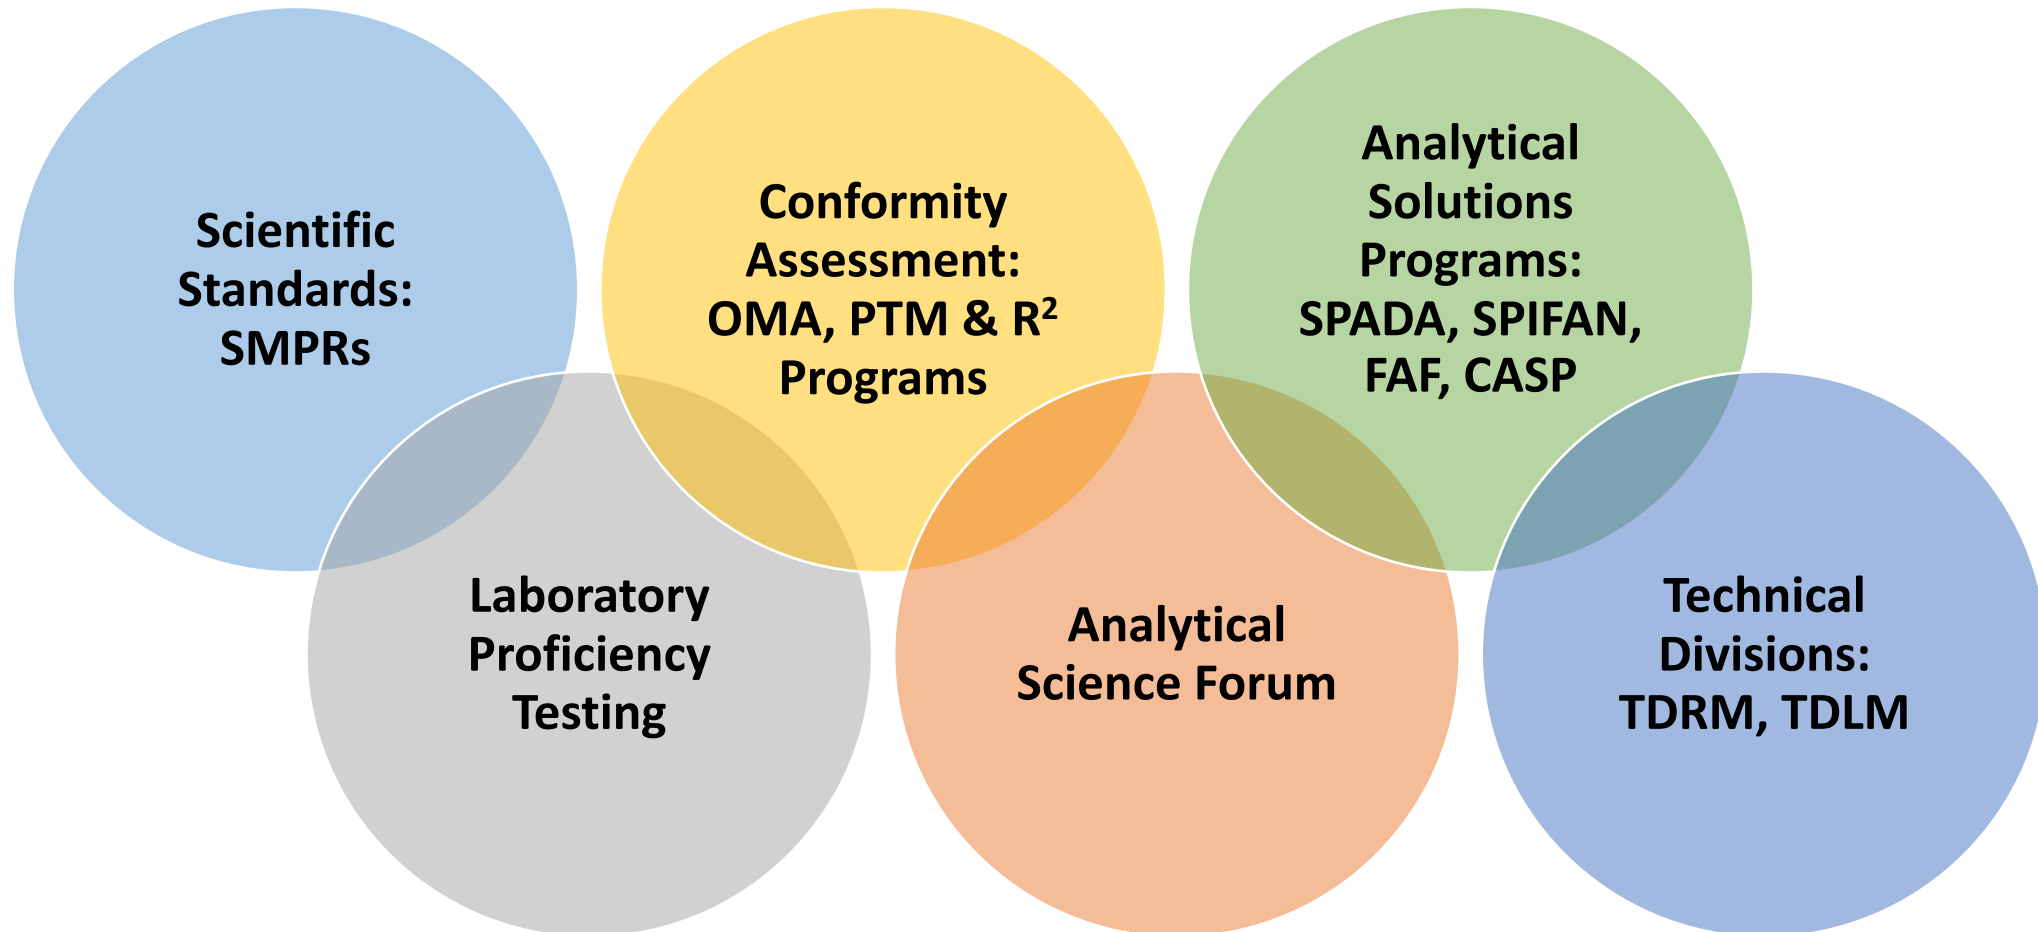 Scientific
Standards:
SMPRs
Conformity
Assessment:
OMA, PTM & R²
Programs
Analytical
Solutions
Programs:
SPADA, SPIFAN,
FAF, CASP
Laboratory
Proficiency
Testing
Analytical
Science Forum
Technical
Divisions:
TDRM, TDLM